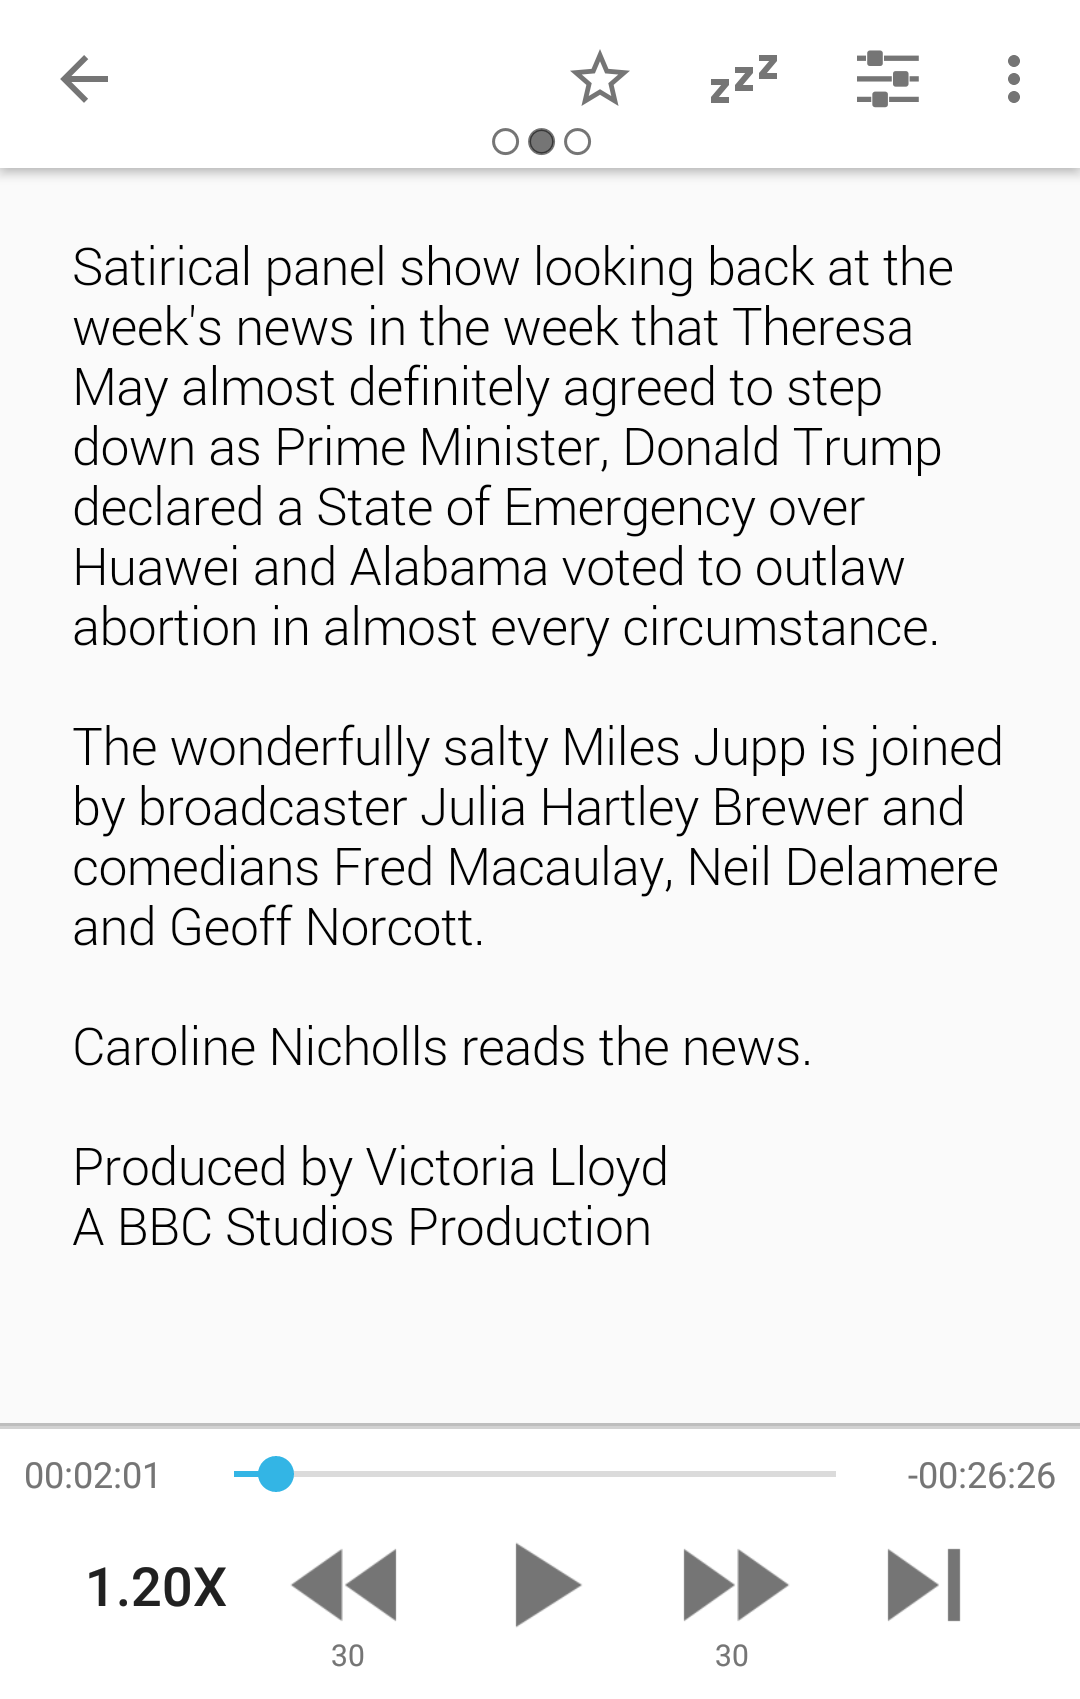 zzz
Satirical panel show looking back at the
week's news in the week that Theresa
May almost definitely agreed to step
down as Prime Minister, Donald Trump
declared a State of Emergency over
Huawei and Alabama voted to outlaw
abortion in almost every circumstance.
The wonderfully salty Miles Jupp is joined
by broadcaster Julia Hartley Brewer and
comedians Fred Macaulay, Neil Delamere
and Geoff Norcott.
Caroline Nicholls reads the news.
Produced by Victoria Lloyd
A BBC Studios Production
00:02:01 -00:26:26
1.20X
30 30